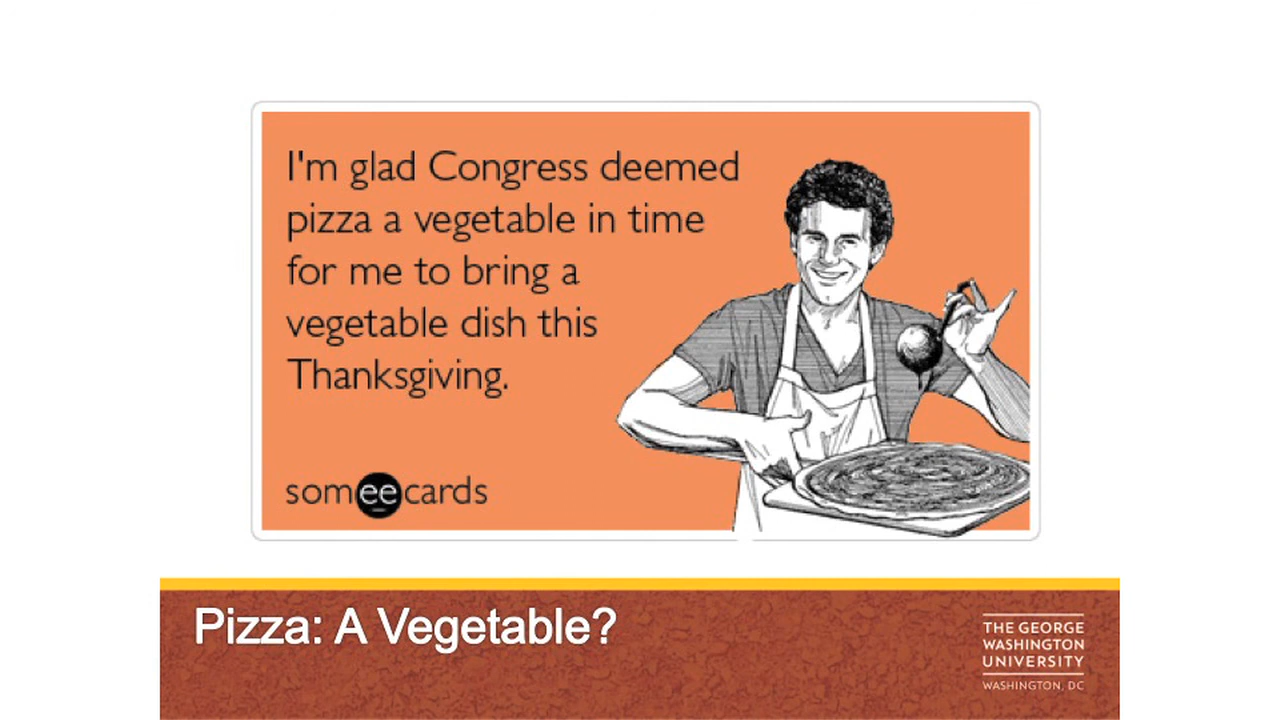 I'm glad Congress deemed
pizza a vegetable in time
for me to bring a
vegetable dish this
Thanksgiving.
someecards
Pizza: A Vegetable?
THE GEORGE
WASHINGTON
UNIVERSITY
WASHINGTON, DC